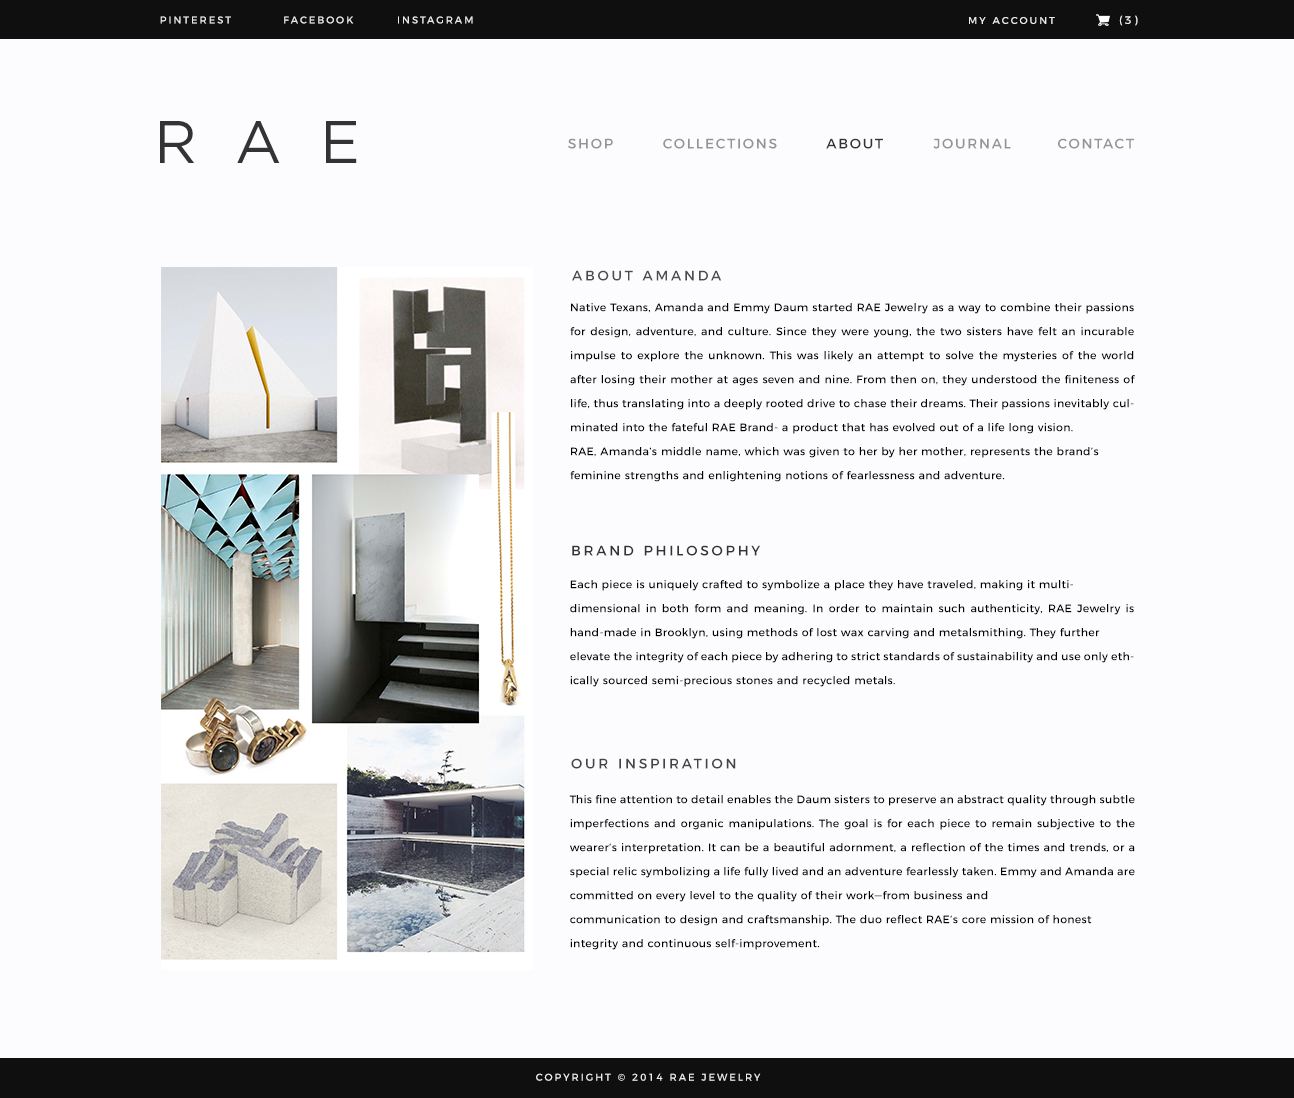 PINTEREST FACEBOOK INSTAGRAM MY ACCOUNT (3)
RAE
SHOP COLLECTIONS ABOUT JOURNAL CONTACT
ABOUT AMANDA
Native Texans, Amanda and Emmy Daum started RAE Jewelry as a way to combine their passions
for design, adventure, and culture. Since they were young, the two sisters have felt an incurable
impulse to explore the unknown. This was likely an attempt to solve the mysteries of the world
after losing their mother at ages seven and nine. From then on, they understood the finiteness of
life, thus translating into a deeply rooted drive to chase their dreams. Their passions inevitably cul-
minated into the fateful RAE Brand- a product that has evolved out of a life long vision.
RAE, Amanda's middle name, which was given to her by her mother, represents the brand's
feminine strengths and enlightening notions of fearlessness and adventure.
BRAND PHILOSOPHY
Each piece is uniquely crafted to symbolize a place they have traveled, making it multi-
dimensional in both form and meaning. In order to maintain such authenticity, RAE Jewelry is
hand-made in Brooklyn, using methods of lost wax carving and metalsmithing. They further
elevate the integrity of each piece by adhering to strict standards of sustainability and use only eth-
ically sourced semi-precious stones and recycled metals.
OUR INSPIRATION
This fine attention to detail enables the Daum sisters to preserve an abstract quality through subtle
imperfections and organic manipulations. The goal is for each piece to remain subjective to the
wearer's interpretation. It can be a beautiful adornment, a reflection of the times and trends, or a
special relic symbolizing a life fully lived and an adventure fearlessly taken. Emmy and Amanda are
committed on every level to the quality of their work—from business and
communication to design and craftsmanship. The duo reflect RAE's core mission of honest
integrity and continuous self-improvement.
COPYRIGHT © 2014 RAE JEWELRY